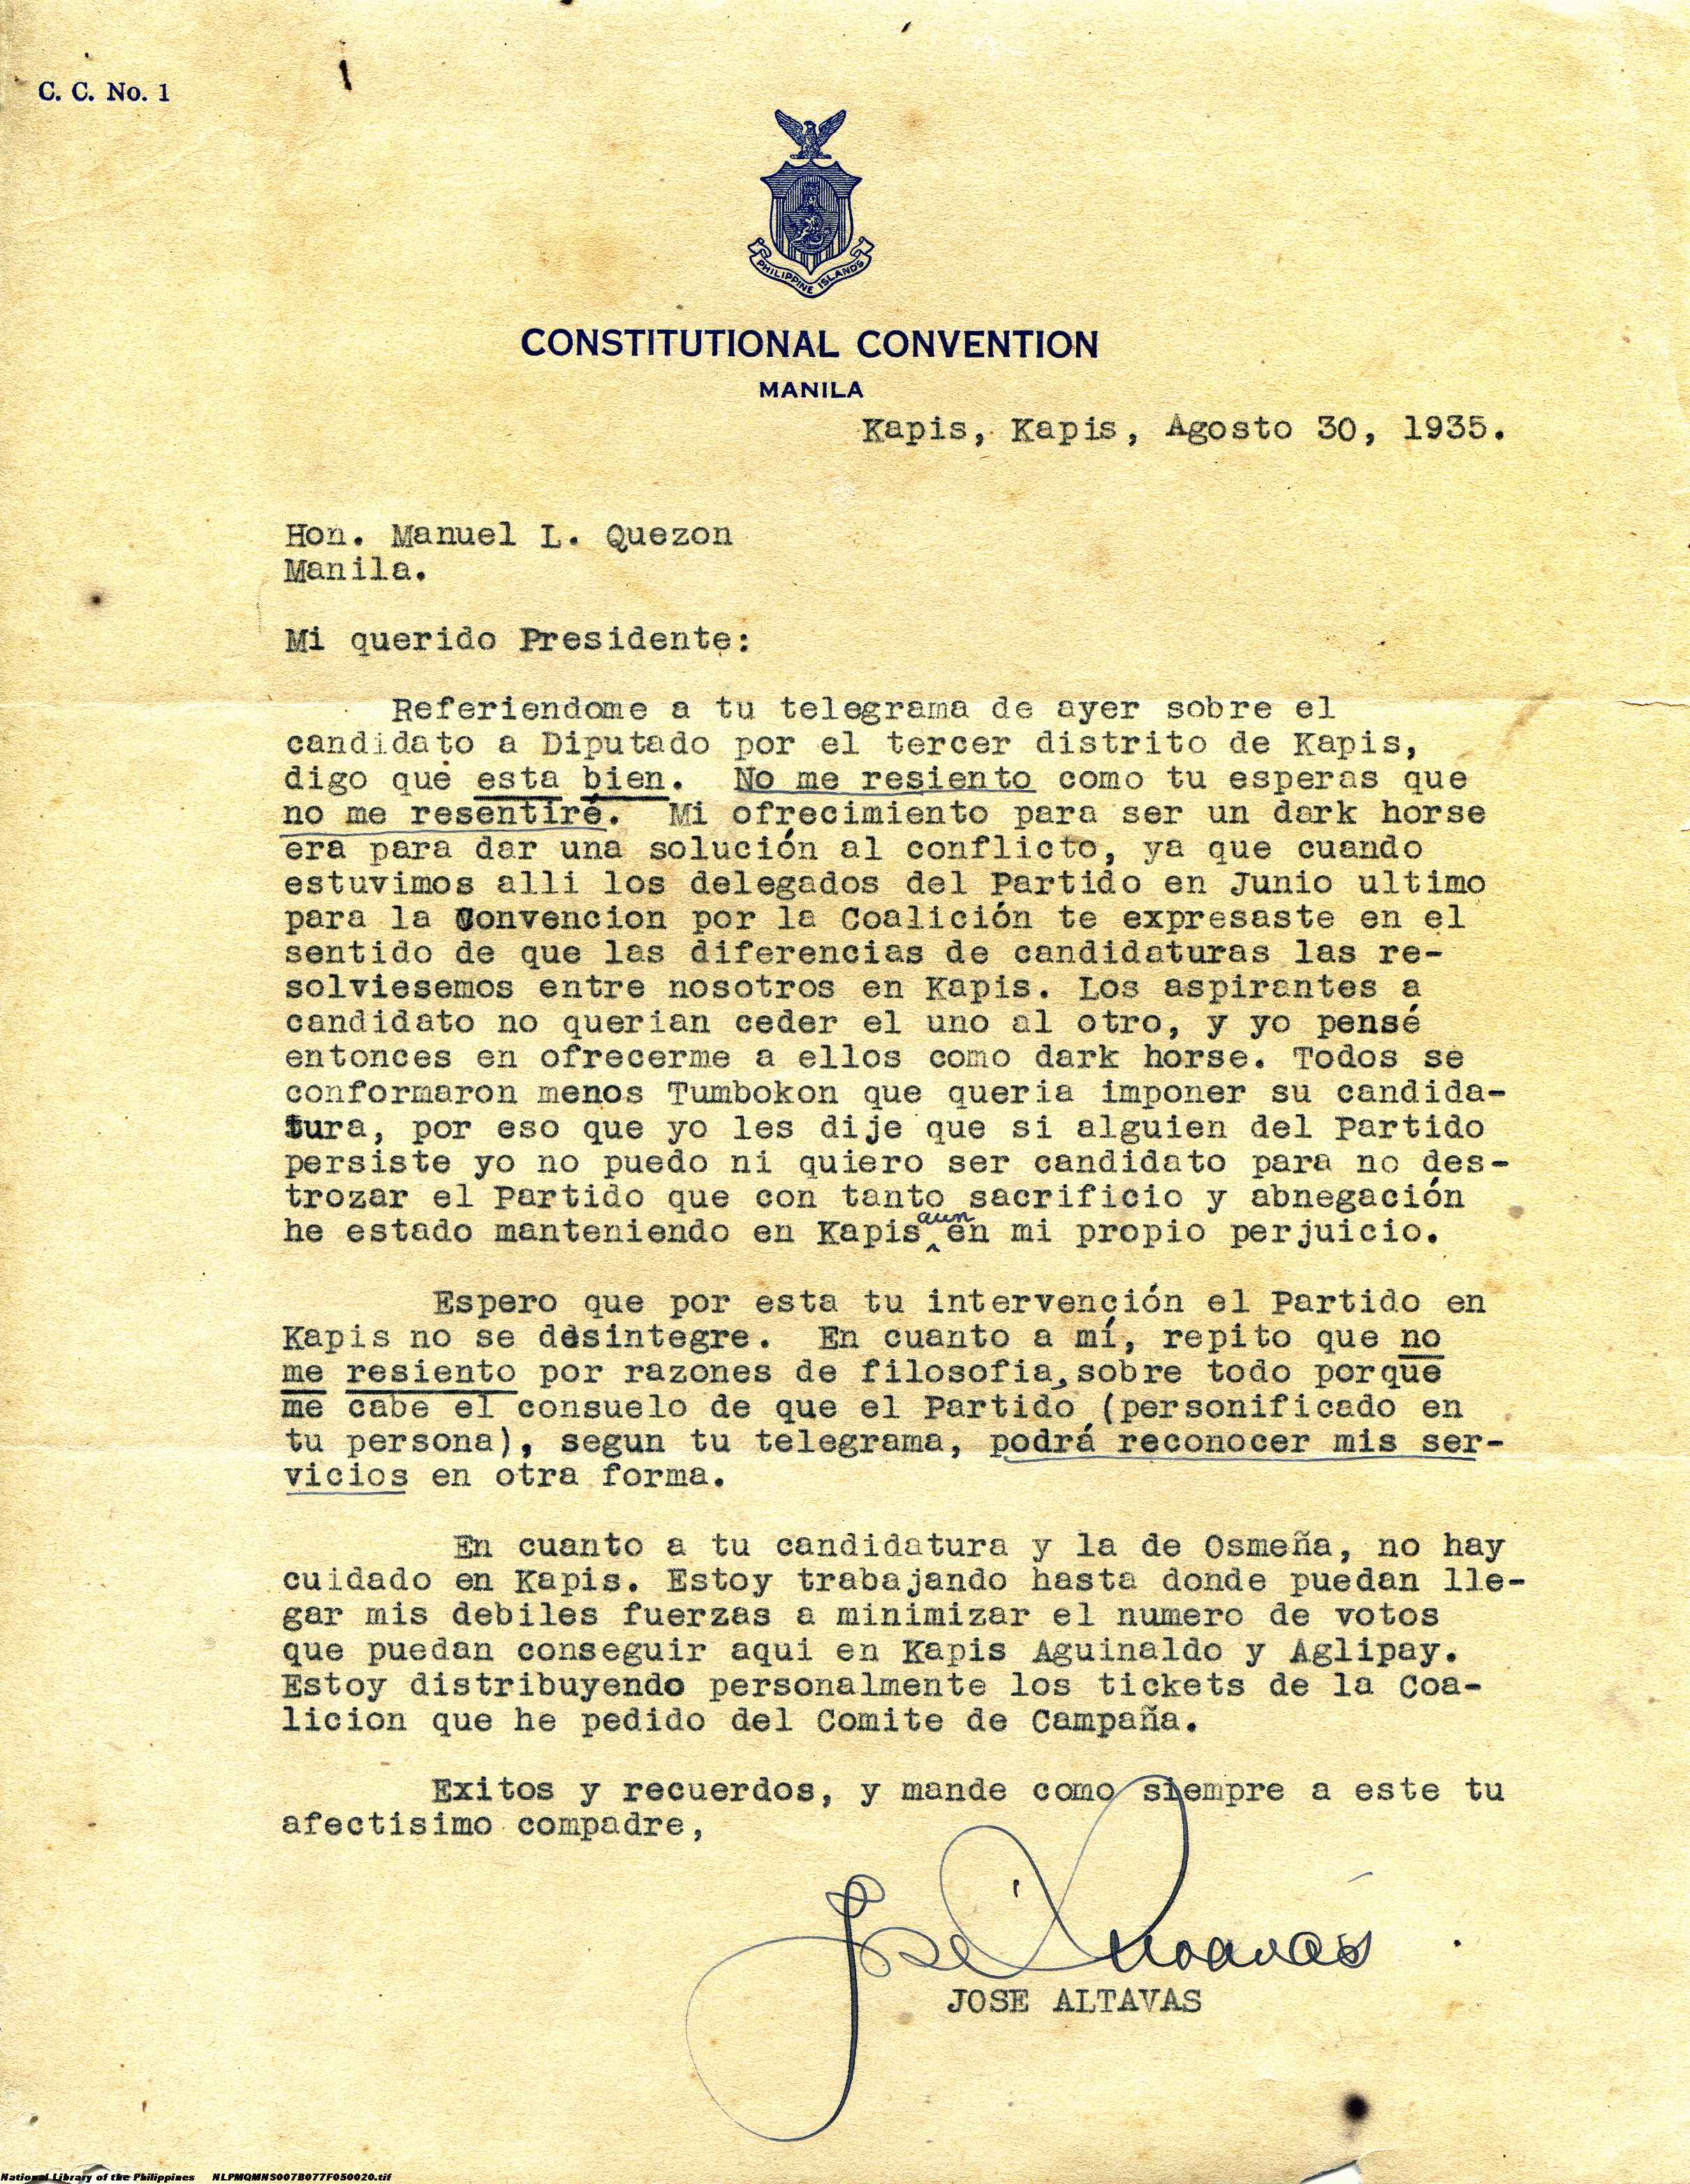 C. C. No. 1
PHILIPPINE ISLANDS
CONSTITUTIONAL CONVENTION
MANILA
Kapis, Kapis, Agosto 30, 1935.
Hon. Manuel L. Quezon
Manila.
Mi querido Presidente:
Referiendome a tu telegrama de ayer sobre el
candidato a Diputado por el tercer distrito de Kapis,
digo que esta bien. No me resiento como tu esperas que
no me resentiré. Mi ofrecimiento para ser un dark horse
era para dar una solución al conflicto, ya que cuando
estuvimos alli los delegados del Partido en Junio ultimo
para la Convencion por la Coalición te expresaste en el
sentido de que las diferencias de candidaturas las re-
solviesemos entre nosotros en Kapis. Los aspirantes a
candidato no querian ceder el uno al otro, y yo pensé
entonces en ofrecerme a ellos como dark horse. Todos se
conformaron menos Tumbokon que queria imponer su candida-
tura, por eso que yo les dije que si alguien del Partido
persiste yo no puedo ni quiero ser candidato para no des-
trozar el Partido que con tanto sacrificio y abnegación
he estado manteniendo en Kapis aun en mi propio perjuicio.
Espero que por esta tu intervención el Partido en
Kapis no se desintegre. En cuanto a mí, repito que no
me resiento por razones de filosofia, sobre todo porque
me cabe el consuelo de que el Partido (personificado en
tu persona), segun tu telegrama, podrá reconocer mis ser-
vicios en otra forma.
En cuanto a tu candidatura y la de Osmeña, no hay
cuidado en Kapis. Estoy trabajando hasta donde puedan lle-
gar mis debiles fuerzas a minimizar el numero de votos
que puedan conseguir aqui en Kapis Aguinaldo y Aglipay.
Estoy distribuyendo personalmente los tickets de la Coa-
licion que he pedido del Comite de Campaña.
Exitos y recuerdos, y mande como siempre a este tu
afectisimo compadre,
Jose Altavás
JOSE ALTAVAS
National Library of the Philippines NLPMQMNS007B077F050020.tif